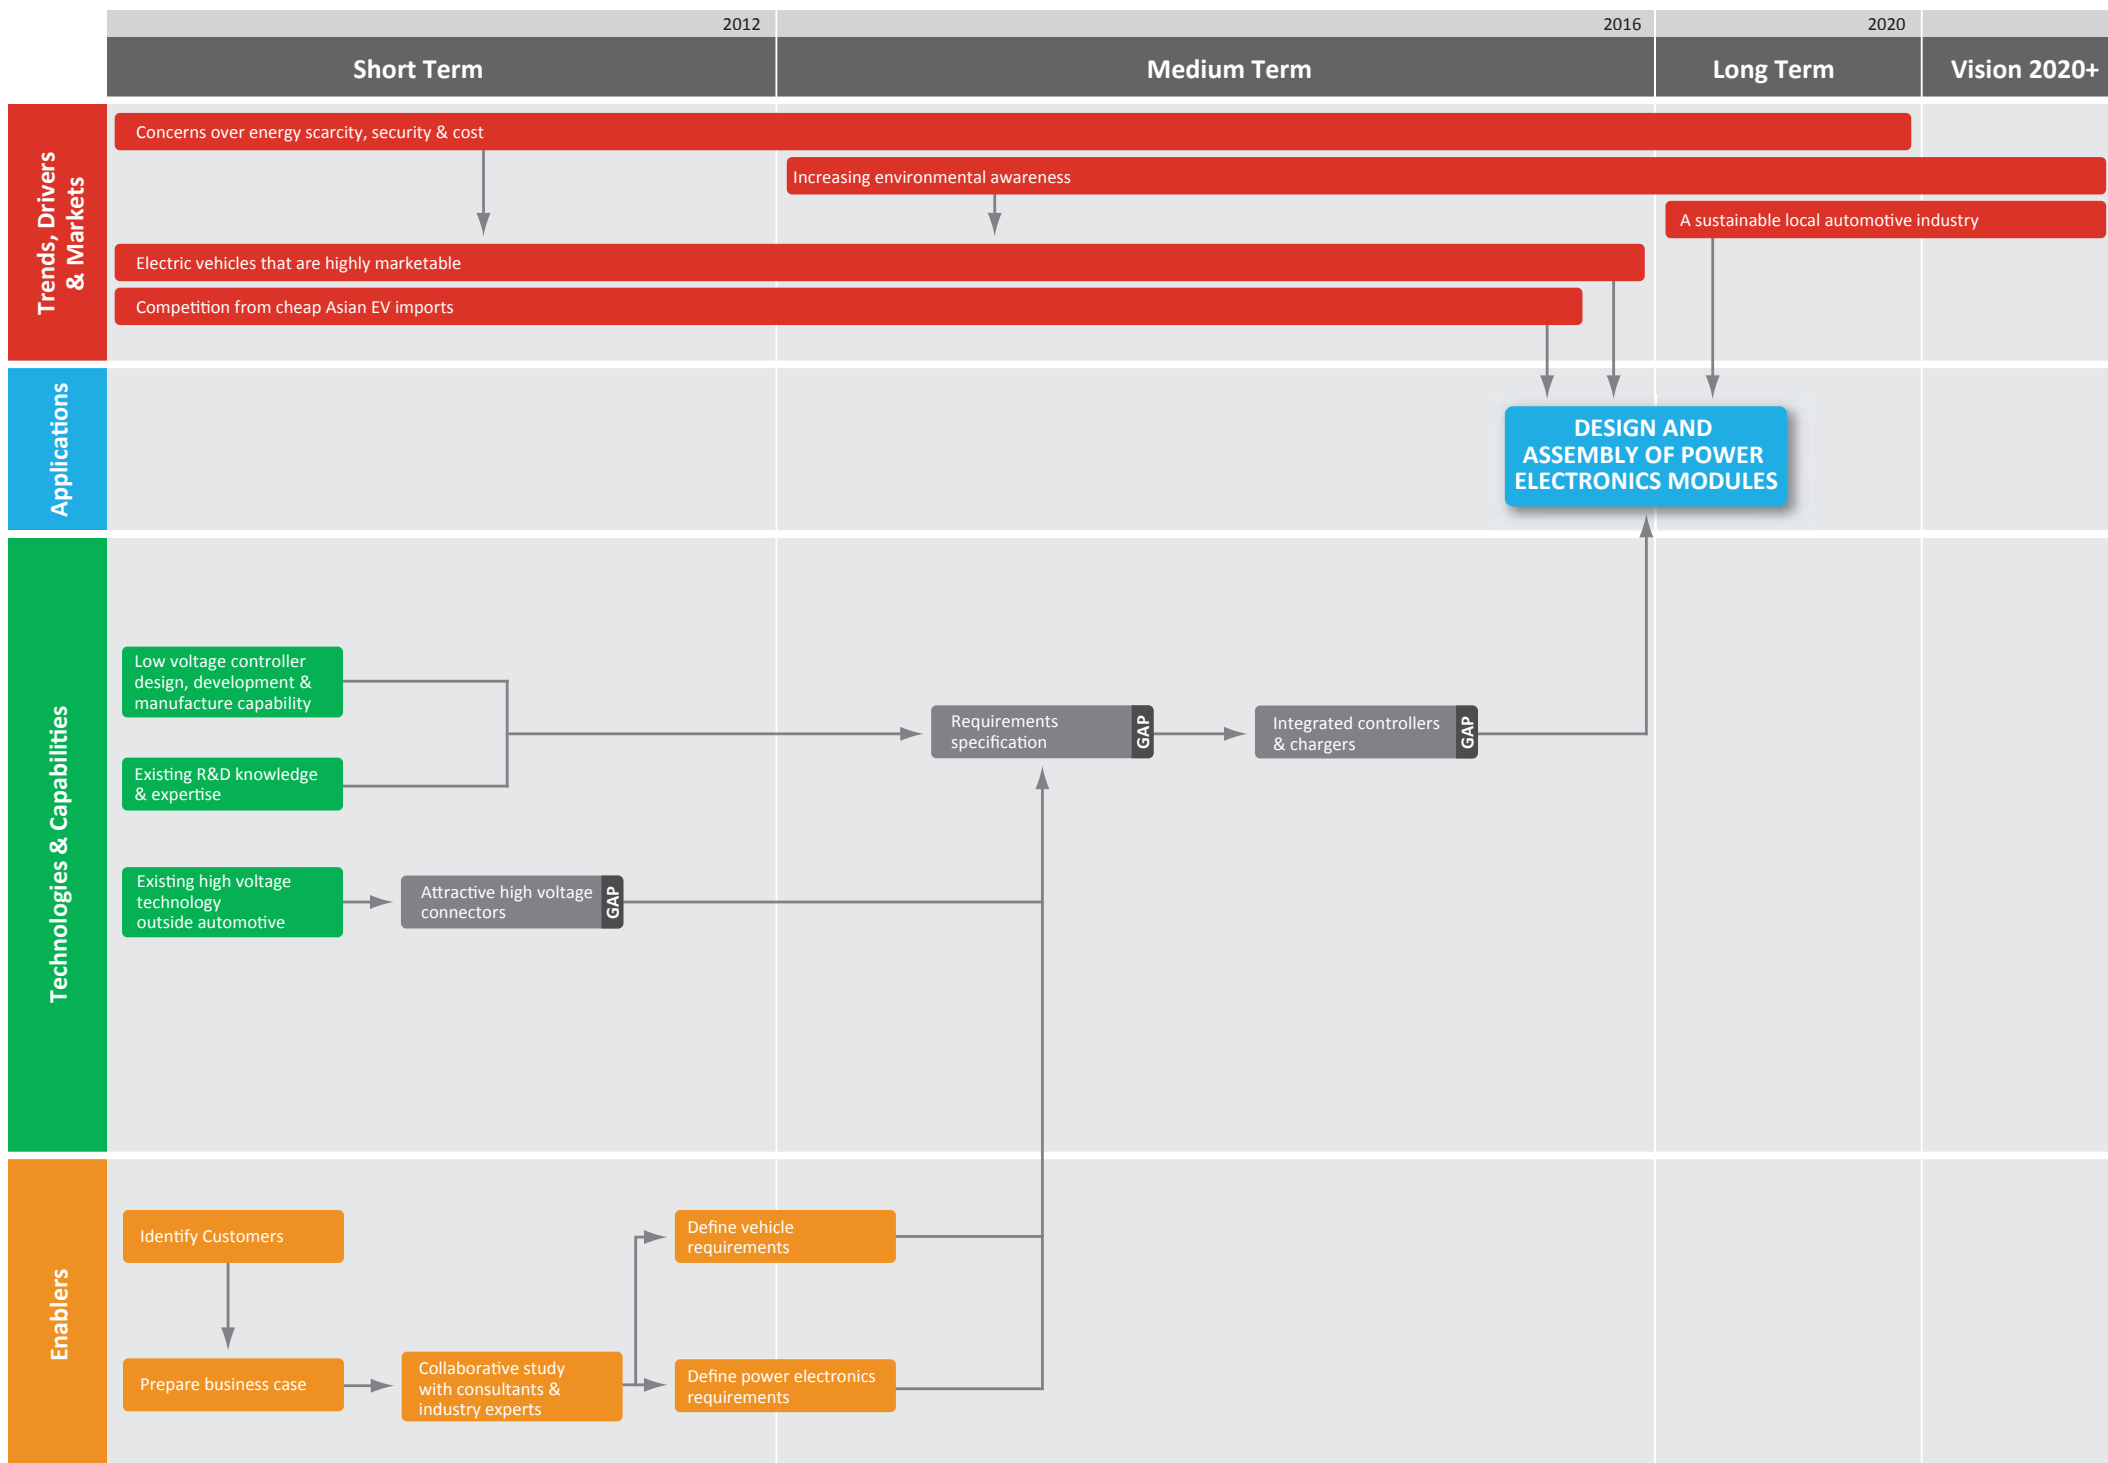 2012
2016
2020
Short Term
Medium Term
Long Term
Vision 2020+
Trends, Drivers
& Markets
Concerns over energy scarcity, security & cost
Increasing environmental awareness
A sustainable local automotive industry
Electric vehicles that are highly marketable
Competition from cheap Asian EV imports
Applications
DESIGN AND
ASSEMBLY OF POWER
ELECTRONICS MODULES
Technologies & Capabilities
Low voltage controller
design, development &
manufacture capability
Existing R&D knowledge
& expertise
Requirements
specification
GAP
Integrated controllers
& chargers
GAP
Existing high voltage
technology
outside automotive
Attractive high voltage
connectors
GAP
Enablers
Identify Customers
Prepare business case
Collaborative study
with consultants &
industry experts
Define vehicle
requirements
Define power electronics
requirements